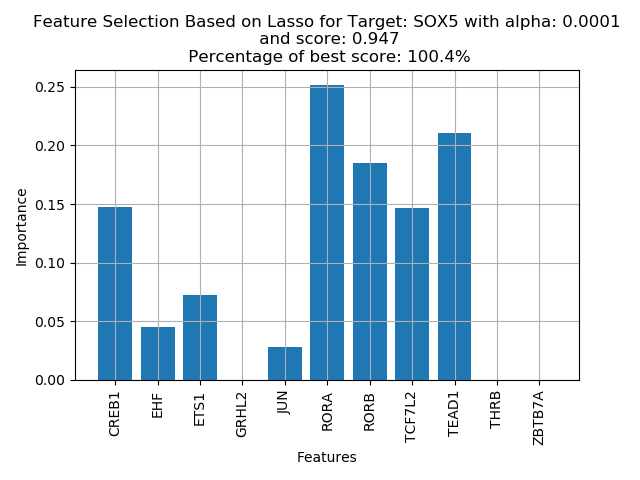 Feature Selection Based on Lasso for Target: SOX5 with alpha: 0.0001
and score: 0.947
Percentage of best score: 100.4%
0.25
0.20
0.15
0.10
0.05
0.00
Importance
CREB1
EHF
ETS1
GRHL2
JUN
RORA
RORB
TCF7L2
TEAD1
THRB
ZBTB7A
Features